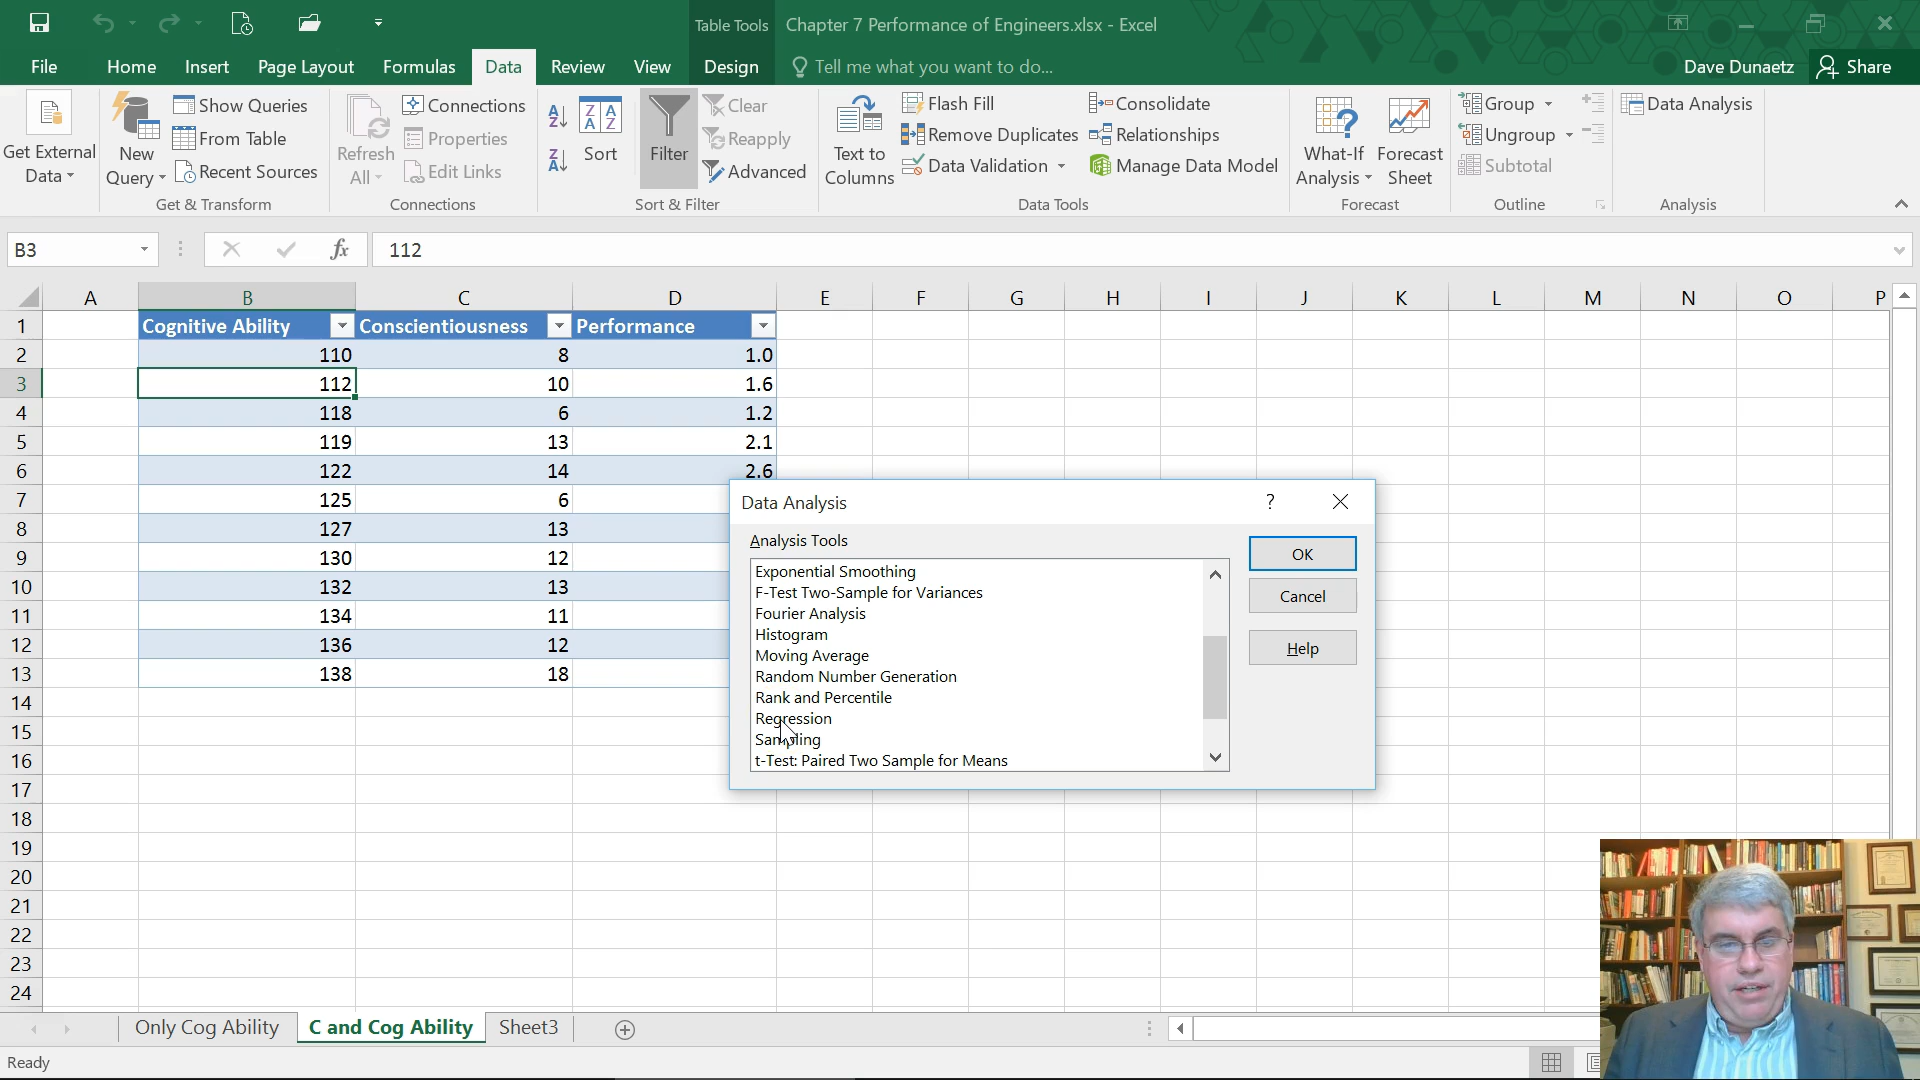 Table Tools
Chapter 7 Performance of Engineers.xlsx - Excel
File Home Insert Page Layout Formulas Data Review View Design Tell me what you want to do... Dave Dunaetz Share
Get External Data
New Query
Show Queries
From Table
Recent Sources
Get & Transform
Refresh All
Connections
Properties
Edit Links
Connections
Sort
Filter
Clear
Reapply
Advanced
Sort & Filter
Text to Columns
Flash Fill
Remove Duplicates
Data Validation
Consolidate
Relationships
Manage Data Model
Data Tools
What-If Analysis
Forecast Sheet
Forecast
Group
Ungroup
Subtotal
Outline
Data Analysis
Analysis
B3 fx 112
A B C D E F G H I J K L M N O P
1 Cognitive Ability Conscientiousness Performance
2 110 8 1.0
3 112 10 1.6
4 118 6 1.2
5 119 13 2.1
6 122 14 2.6
7 125 6
8 127 13
9 130 12
10 132 13
11 134 11
12 136 12
13 138 18
14
15
16
17
18
19
20
21
22
23
24
Data Analysis ?
Analysis Tools
Exponential Smoothing
F-Test Two-Sample for Variances
Fourier Analysis
Histogram
Moving Average
Random Number Generation
Rank and Percentile
Regression
Sampling
t-Test: Paired Two Sample for Means
OK
Cancel
Help
Only Cog Ability C and Cog Ability Sheet3
Ready